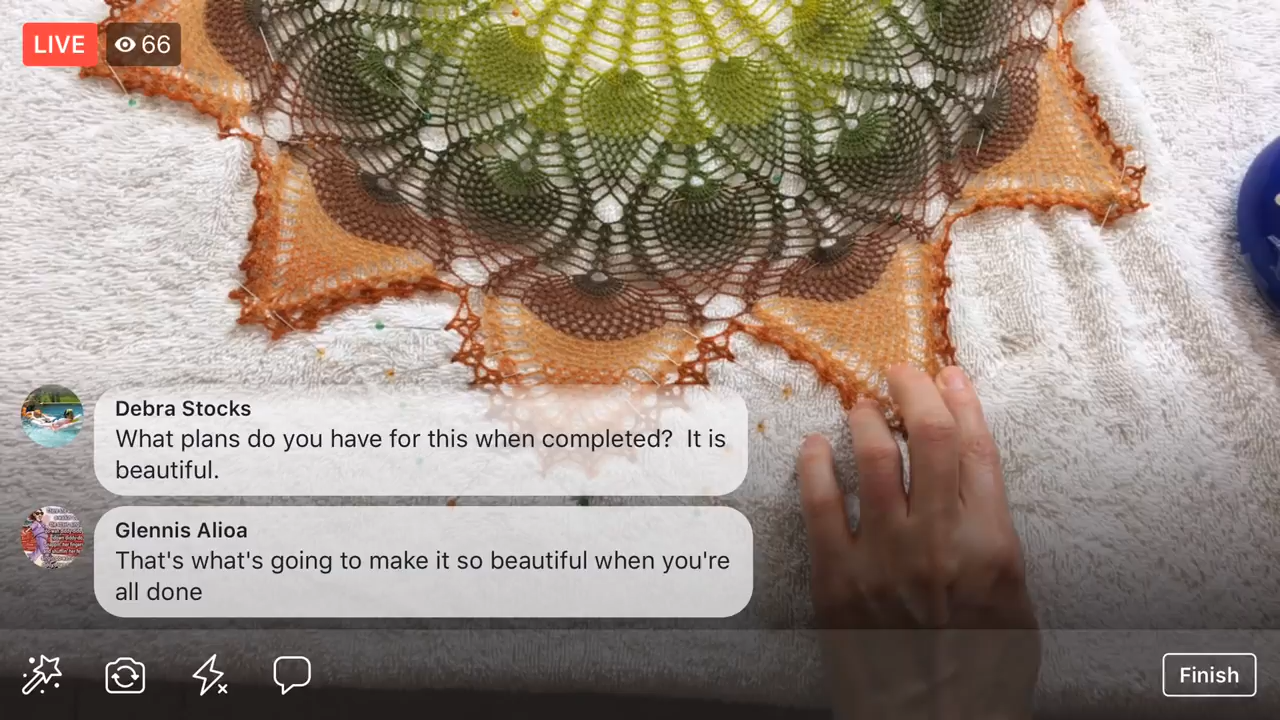 LIVE 66
Debra Stocks
What plans do you have for this when completed?  It is
beautiful.
Glennis Alioa
That's what's going to make it so beautiful when you're
all done
Finish